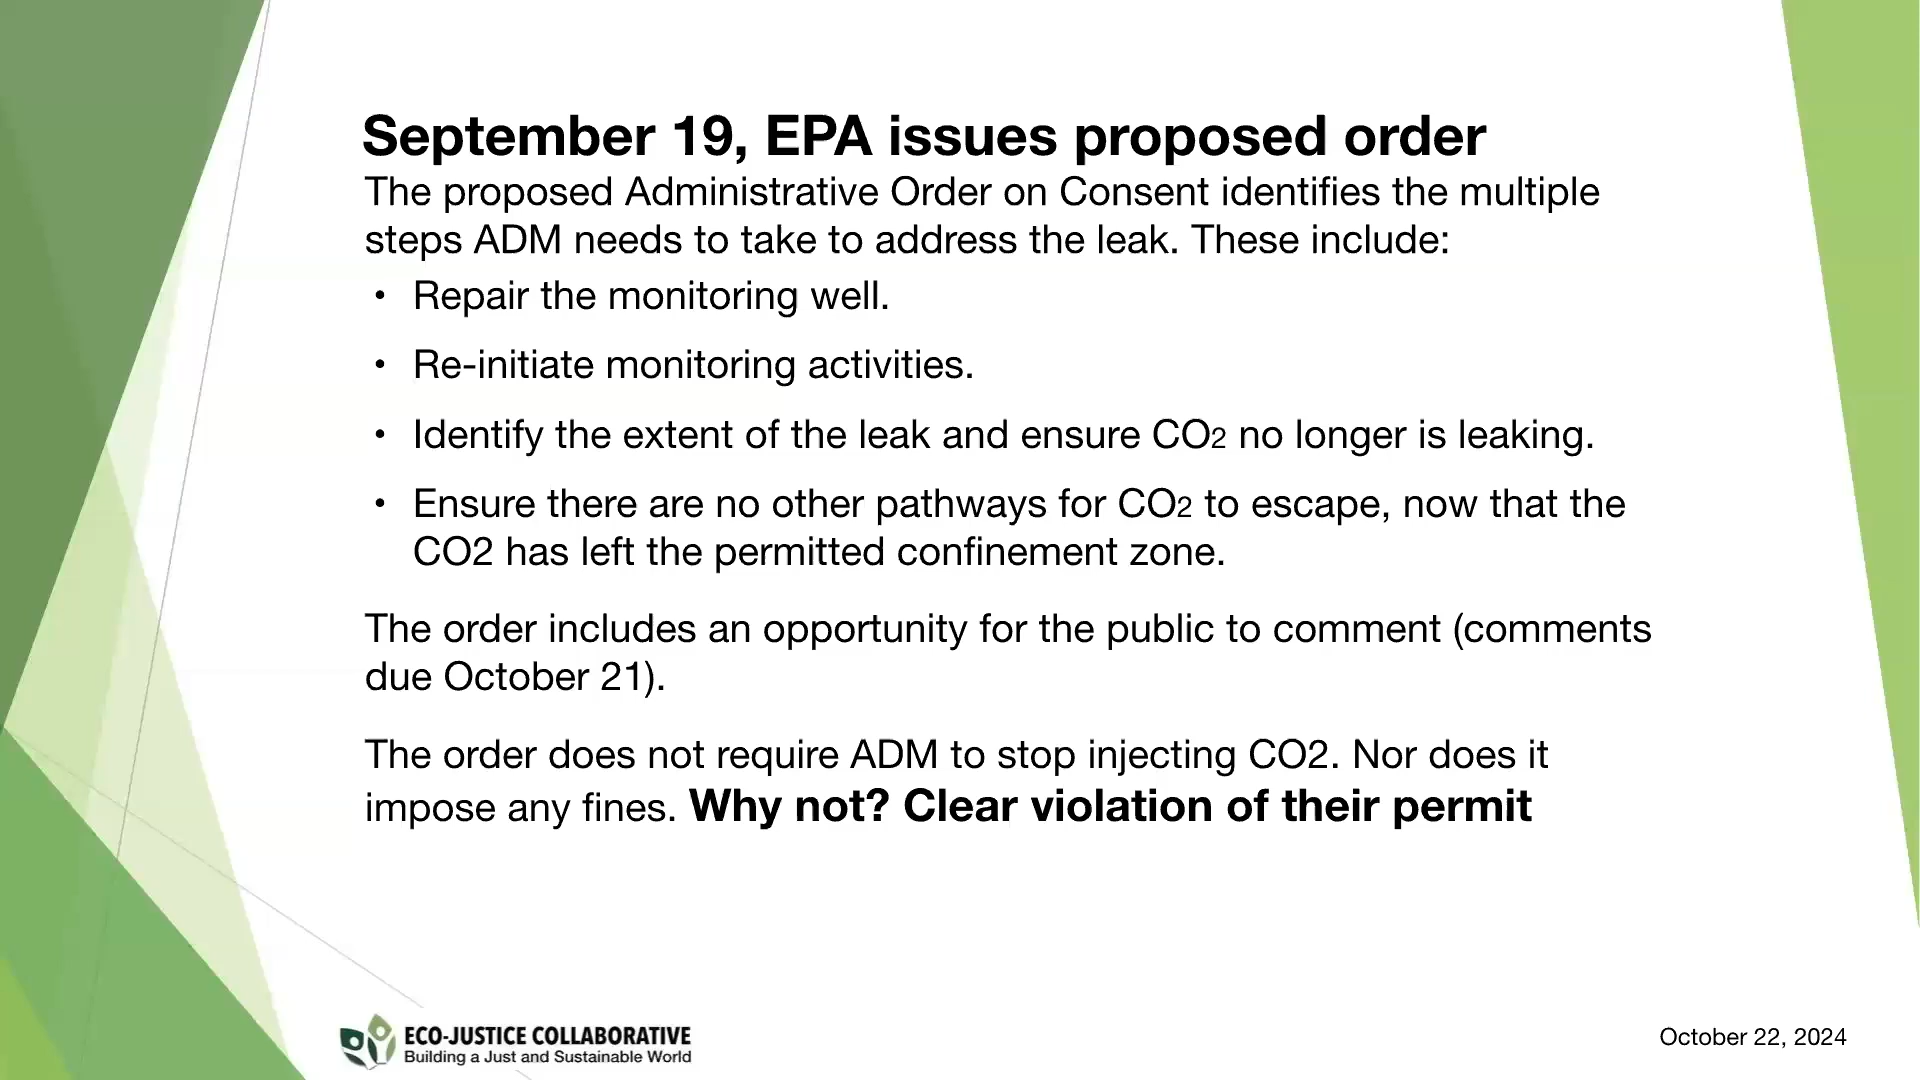 September 19, EPA issues proposed order
The proposed Administrative Order on Consent identifies the multiple
steps ADM needs to take to address the leak. These include:
• Repair the monitoring well.
• Re-initiate monitoring activities.
• Identify the extent of the leak and ensure CO2 no longer is leaking.
• Ensure there are no other pathways for CO2 to escape, now that the
CO2 has left the permitted confinement zone.
The order includes an opportunity for the public to comment (comments
due October 21).
The order does not require ADM to stop injecting CO2. Nor does it
impose any fines. Why not? Clear violation of their permit
ECO-JUSTICE COLLABORATIVE
Building a Just and Sustainable World
October 22, 2024